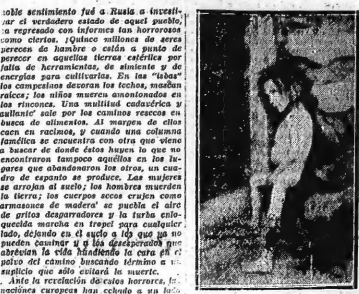 noble sentimiento fué a Rusia a investi-
gar el verdadero estado de aquel pueblo,
ha regresado con informes tan horrorosos
como ciertos. ¡Quince millones de seres
perecen de hambre o están a punto de
perecer en aquellas tierras estériles por
falta de herramientas, de simiente y de
energías para cultivarlas. En las "isbas"
los campesinos devoran los techos, mascan
raíces; los niños mueren amontonados en
los rincones. Una multitud cadavérica y
aullante' sale por los caminos resecos en
busca de alimentos. Al margen de ellos
caen en racimos, y cuando una columna
famélica se encuentra con otra que viene
a buscar de donde éstos huyen lo que no
encontraron tampoco aquéllos en los lu-
gares que abandonaron los otros, un cua-
dro de espanto se produce. Las mujeres
se arrojan al suelo; los hombres muerden
la tierra; los cuerpos secos crujen como
armasones de madera' se puebla el aire
de gritos desgarradores y la turba enlo-
quecida marcha en tropel para cualquier
lado, dejando en el suelo a los que ya no
pueden caminar y a los desesperados que
abrevian la vida hundiendo la cara en el
polvo del camino buscando término a un
suplicio que sólo evitará la muerte.
Ante la revelación de estos horrores, las
naciones europeas han echado a un lado